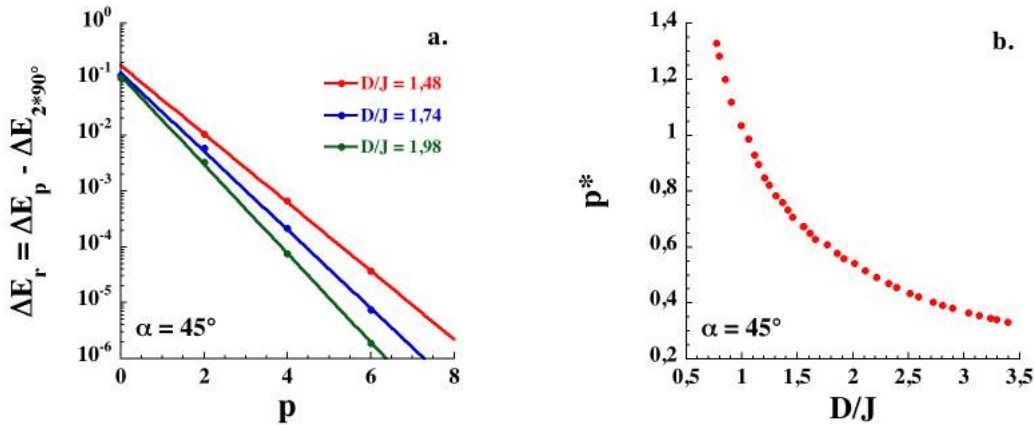 a.
10^0
10^-1
10^-2
10^-3
10^-4
10^-5
10^-6
ΔE_r = ΔE_p - ΔE_2*90°
D/J = 1,48
D/J = 1,74
D/J = 1,98
α = 45°
0 2 4 6 8
p
b.
1,4
1,2
1
0,8
0,6
0,4
0,2
p*
α = 45°
0,5 1 1,5 2 2,5 3 3,5
D/J